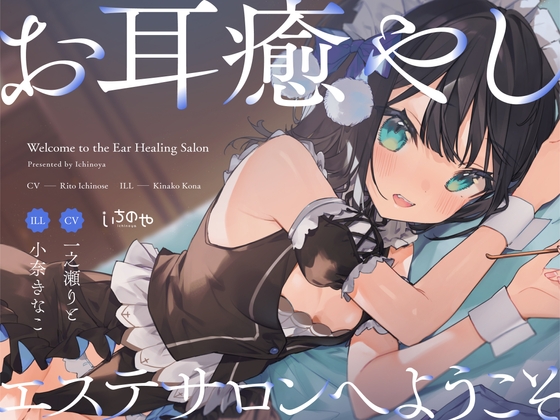 お耳癒やし
Welcome to the Ear Healing Salon
Presented by Ichinoya
CV — Rito Ichinose ILL — Kinako Kona
ILL
小奈きなこ
CV
一之瀬りと
いちのや
ichinoya
エステサロンへようこそ